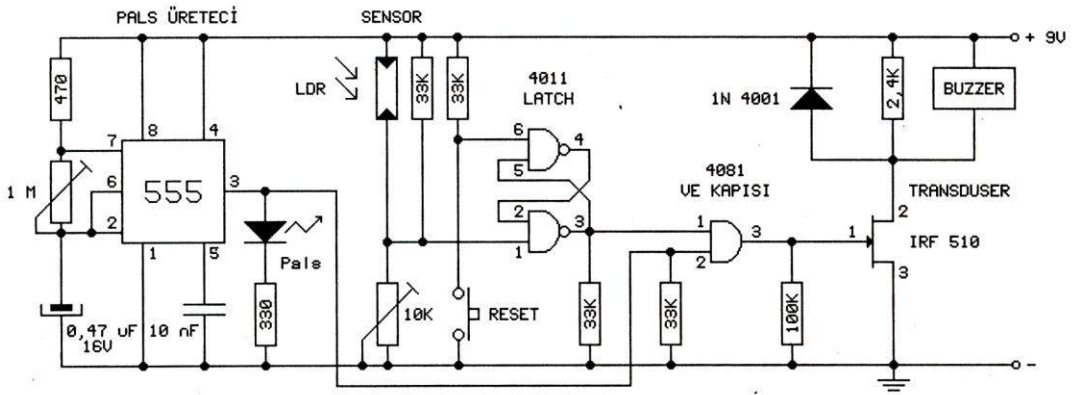 PALS ÜRETECİ
SENSOR
+ 9V
470
LDR
33K
33K
4011
LATCH
1N 4001
2,4K
BUZZER
7
8
4
6
4
5
1 M
6
555
3
4081
VE KAPISI
TRANSDUSER
2
2
3
1
3
1
2
2
1
5
Pals
1
2
1
IRF 510
3
0,47 uF
16V
10 nF
330
10K
RESET
33K
33K
100K
-